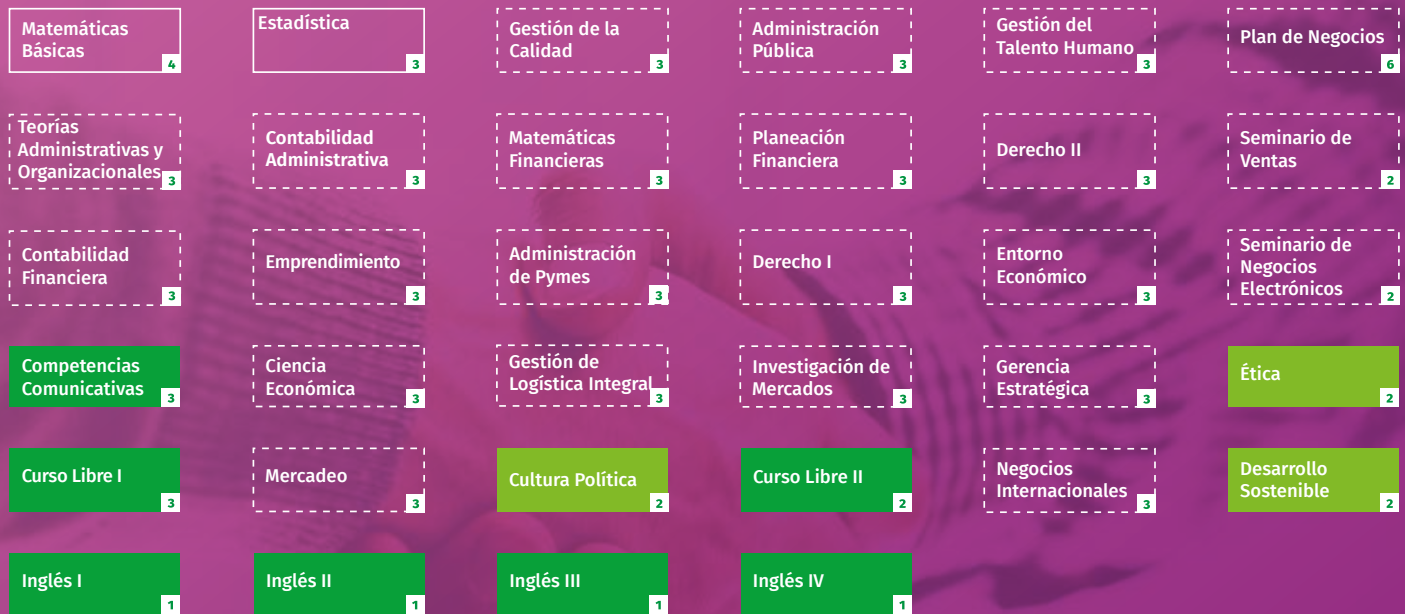 Matemáticas
Básicas
4
Estadística
3
Gestión de la
Calidad
3
Administración
Pública
3
Gestión del
Talento Humano
3
Plan de Negocios
6
Teorías
Administrativas y
Organizacionales
3
Contabilidad
Administrativa
3
Matemáticas
Financieras
3
Planeación
Financiera
3
Derecho II
3
Seminario de
Ventas
2
Contabilidad
Financiera
3
Emprendimiento
3
Administración
de Pymes
3
Derecho I
3
Entorno
Económico
3
Seminario de
Negocios
Electrónicos
2
Competencias
Comunicativas
3
Ciencia
Económica
3
Gestión de
Logística Integral
3
Investigación de
Mercados
3
Gerencia
Estratégica
3
Ética
2
Curso Libre I
3
Mercadeo
3
Cultura Política
2
Curso Libre II
2
Negocios
Internacionales
3
Desarrollo
Sostenible
2
Inglés I
1
Inglés II
1
Inglés III
1
Inglés IV
1